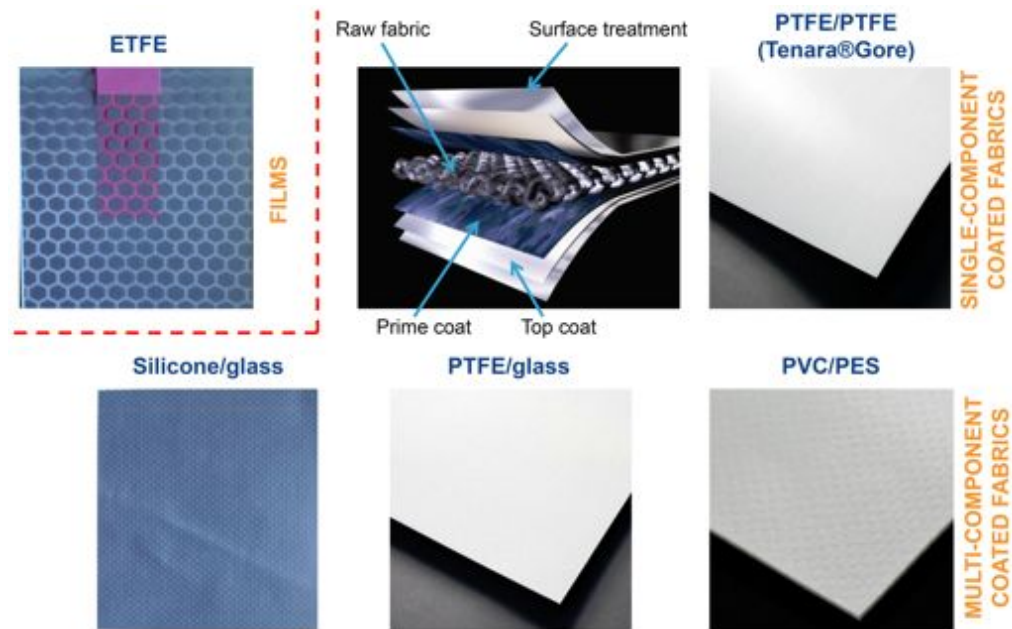 ETFE
FILMS
Raw fabric
Surface treatment
Prime coat
Top coat
PTFE/PTFE
(Tenara®Gore)
SINGLE-COMPONENT
COATED FABRICS
Silicone/glass
PTFE/glass
PVC/PES
MULTI-COMPONENT
COATED FABRICS